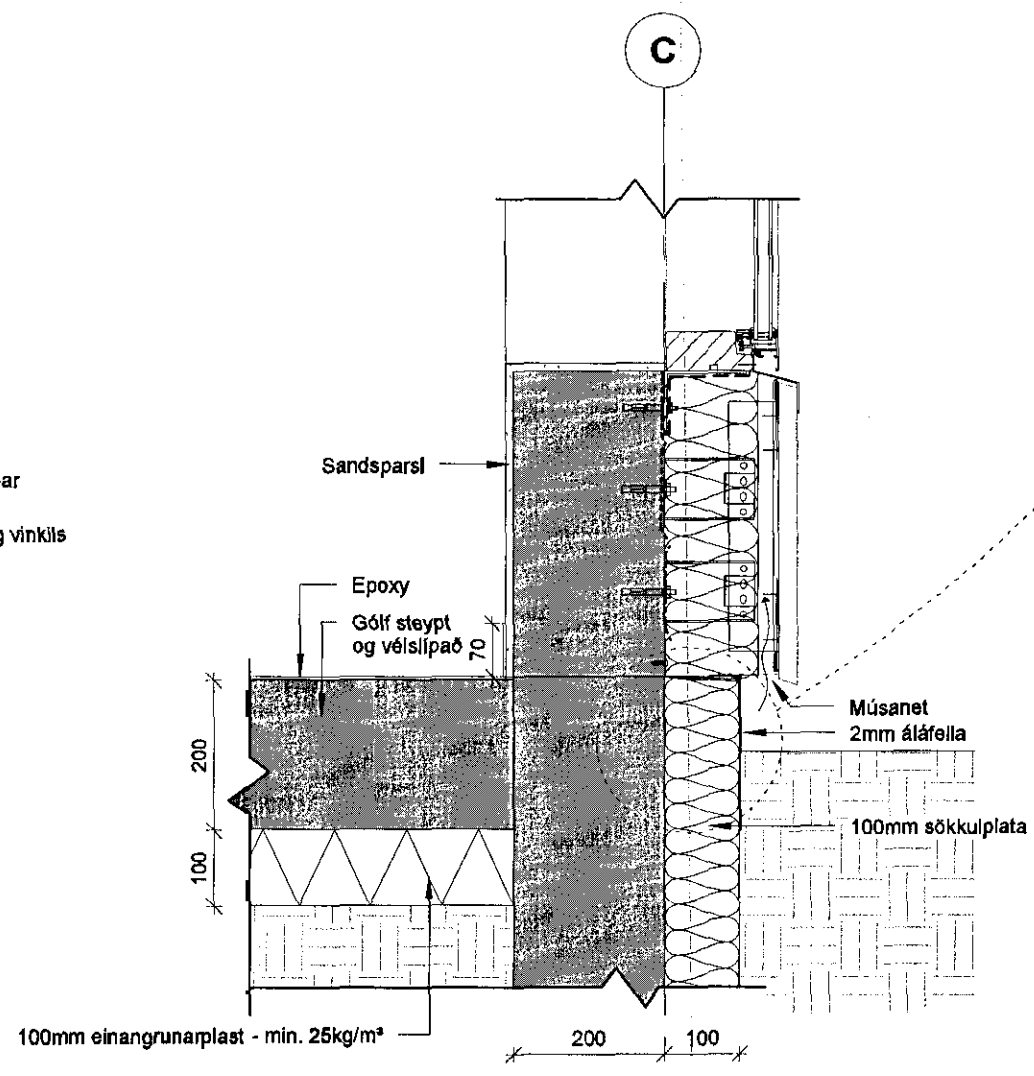 C
Sandsparsl
ar
g vinkils
Epoxy
Gólf steypt
og vélslípað
70
200
100
Músanet
2mm áláfella
100mm sökkulplata
100mm einangrunarplast - min. 25kg/m³
200
100